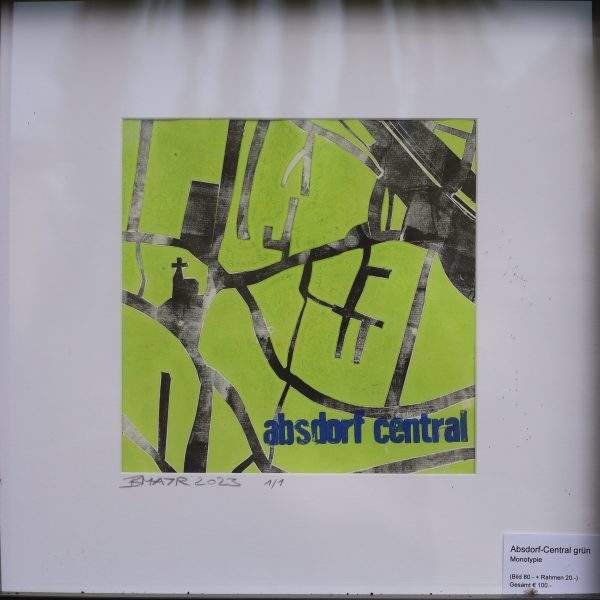 absdorf central
BMAYR 2023 1/1
Absdorf-Central grün
Monotypie
(Bild 80.- + Rahmen 20.-)
Gesamt € 100.-